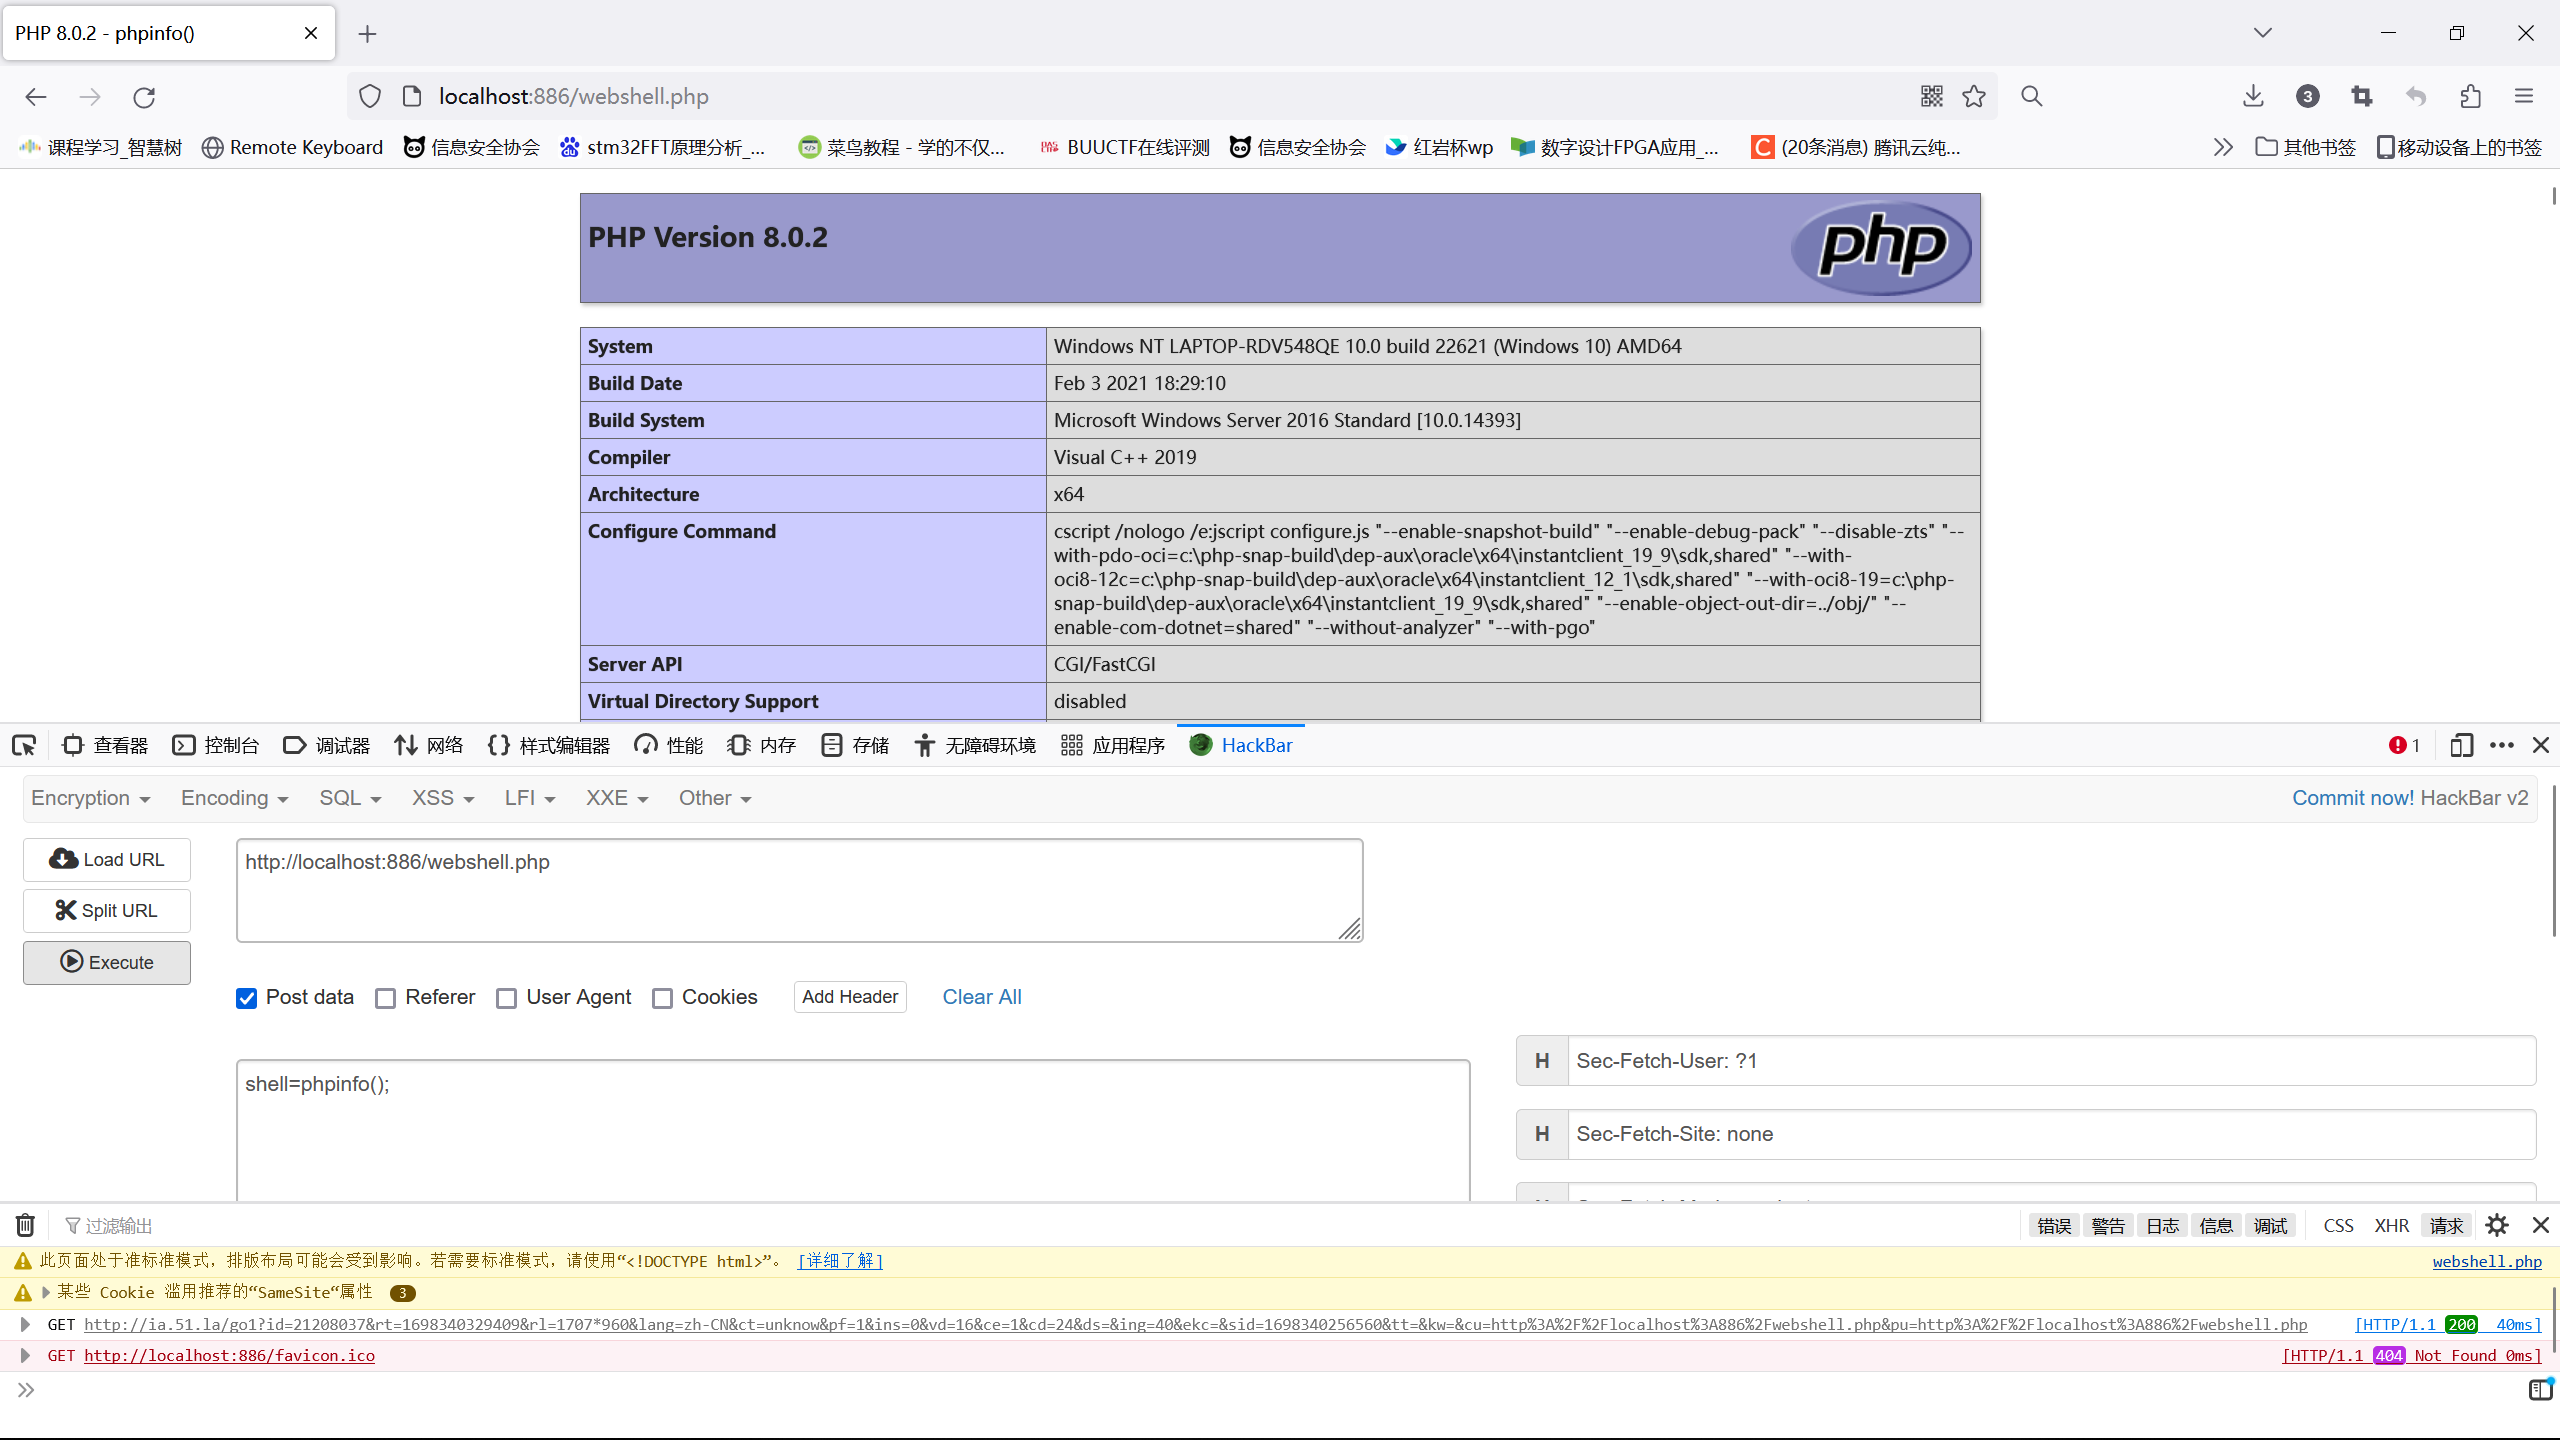 PHP 8.0.2 - phpinfo()
localhost:886/webshell.php
3
课程学习_智慧树
Remote Keyboard
信息安全协会
stm32FFT原理分析_...
菜鸟教程 - 学的不仅...
BUUCTF在线评测
信息安全协会
红岩杯wp
数字设计FPGA应用_...
C (20条消息) 腾讯云纯...
其他书签
移动设备上的书签
PHP Version 8.0.2
php
System Windows NT LAPTOP-RDV548QE 10.0 build 22621 (Windows 10) AMD64
Build Date Feb 3 2021 18:29:10
Build System Microsoft Windows Server 2016 Standard [10.0.14393]
Compiler Visual C++ 2019
Architecture x64
Configure Command cscript /nologo /e:jscript configure.js "--enable-snapshot-build" "--enable-debug-pack" "--disable-zts" "--
with-pdo-oci=c:\php-snap-build\dep-aux\oracle\x64\instantclient_19_9\sdk,shared" "--with-
oci8-12c=c:\php-snap-build\dep-aux\oracle\x64\instantclient_12_1\sdk,shared" "--with-oci8-19=c:\php-
snap-build\dep-aux\oracle\x64\instantclient_19_9\sdk,shared" "--enable-object-out-dir=../obj/" "--
enable-com-dotnet=shared" "--without-analyzer" "--with-pgo"
Server API CGI/FastCGI
Virtual Directory Support disabled
查看器 控制台 调试器 网络 样式编辑器 性能 内存 存储 无障碍环境 应用程序 HackBar 1
Encryption Encoding SQL XSS LFI XXE Other Commit now! HackBar v2
Load URL
http://localhost:886/webshell.php
Split URL
Execute
Post data Referer User Agent Cookies Add Header Clear All
shell=phpinfo();
H Sec-Fetch-User: ?1
H Sec-Fetch-Site: none
过滤输出 错误 警告 日志 信息 调试 CSS XHR 请求
此页面处于准标准模式，排版布局可能会受到影响。若需要标准模式，请使用“<!DOCTYPE html>”。 [详细了解] webshell.php
某些 Cookie 滥用推荐的“SameSite“属性 3
GET http://ia.51.la/go1?id=21208037&rt=1698340329409&rl=1707*960&lang=zh-CN&ct=unknow&pf=1&ins=0&vd=16&ce=1&cd=24&ds=&ing=40&ekc=&sid=1698340256560&tt=&kw=&cu=http%3A%2F%2Flocalhost%3A886%2Fwebshell.php&pu=http%3A%2F%2Flocalhost%3A886%2Fwebshell.php [HTTP/1.1 200 40ms]
GET http://localhost:886/favicon.ico [HTTP/1.1 404 Not Found 0ms]